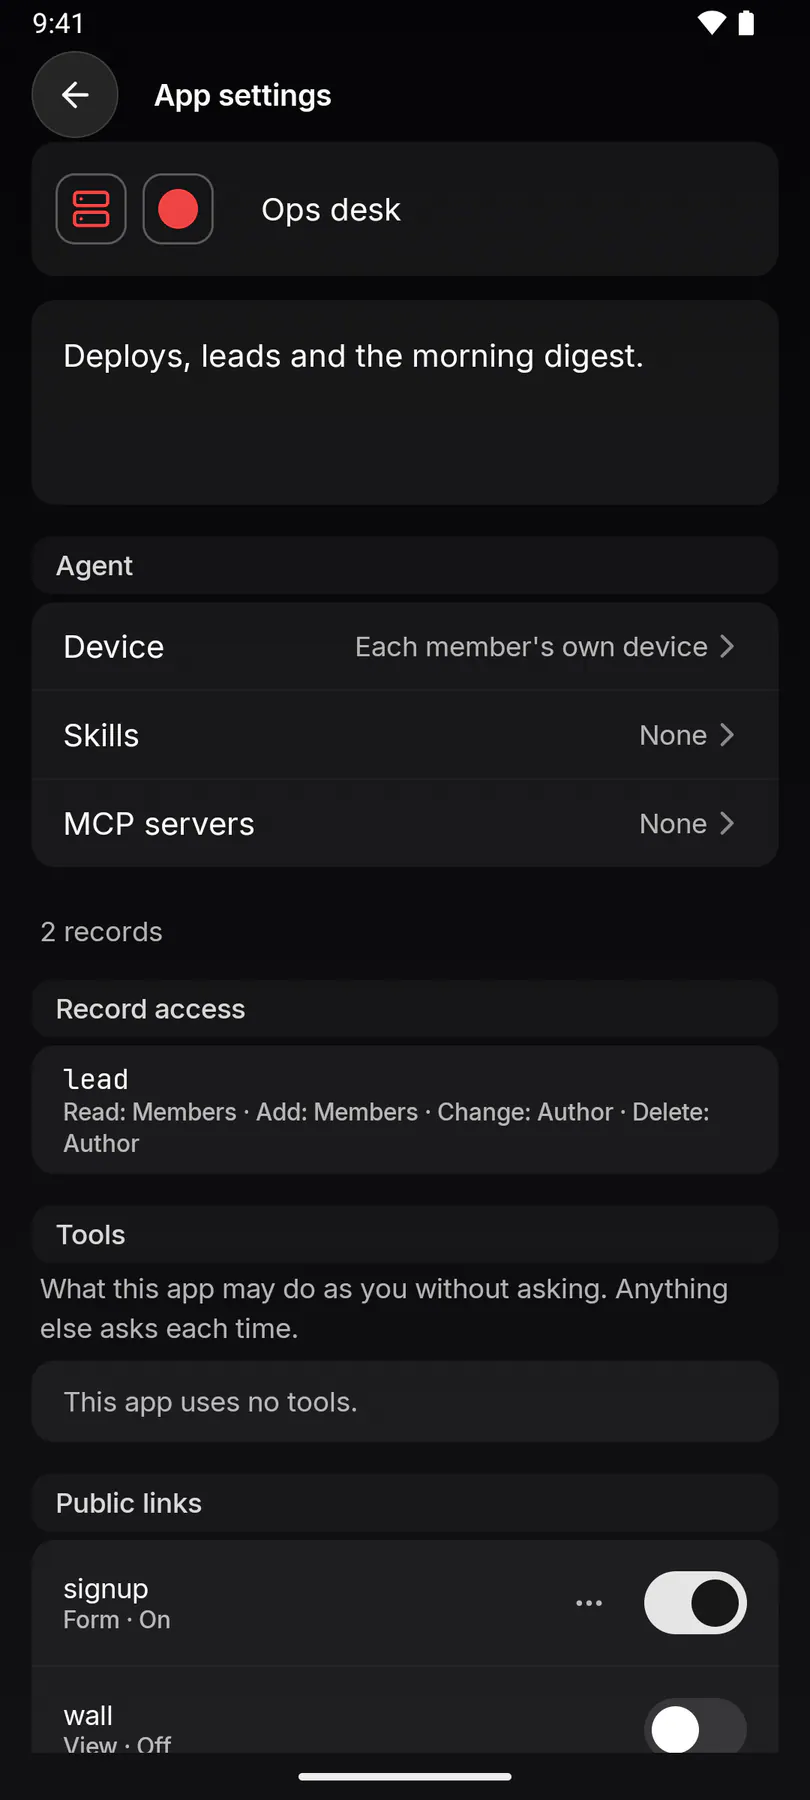 9:41
App settings
Ops desk
Deploys, leads and the morning digest.
Agent
Device
Each member's own device
Skills
None
MCP servers
None
2 records
Record access
lead
Read: Members · Add: Members · Change: Author · Delete:
Author
Tools
What this app may do as you without asking. Anything
else asks each time.
This app uses no tools.
Public links
signup
Form · On
wall
View · Off